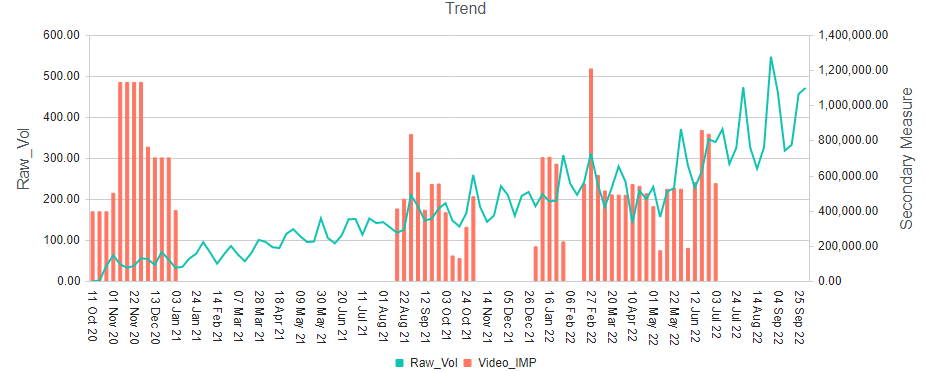 Trend
600.00
500.00
400.00
300.00
200.00
100.00
0.00
Raw_Vol
1,400,000.00
1,200,000.00
1,000,000.00
800,000.00
600,000.00
400,000.00
200,000.00
0.00
Secondary Measure
11 Oct 20
01 Nov 20
22 Nov 20
13 Dec 20
03 Jan 21
24 Jan 21
14 Feb 21
07 Mar 21
28 Mar 21
18 Apr 21
09 May 21
30 May 21
20 Jun 21
11 Jul 21
01 Aug 21
22 Aug 21
12 Sep 21
03 Oct 21
24 Oct 21
14 Nov 21
05 Dec 21
26 Dec 21
16 Jan 22
06 Feb 22
27 Feb 22
20 Mar 22
10 Apr 22
01 May 22
22 May 22
12 Jun 22
03 Jul 22
24 Jul 22
14 Aug 22
04 Sep 22
25 Sep 22
Raw_Vol
Video_IMP